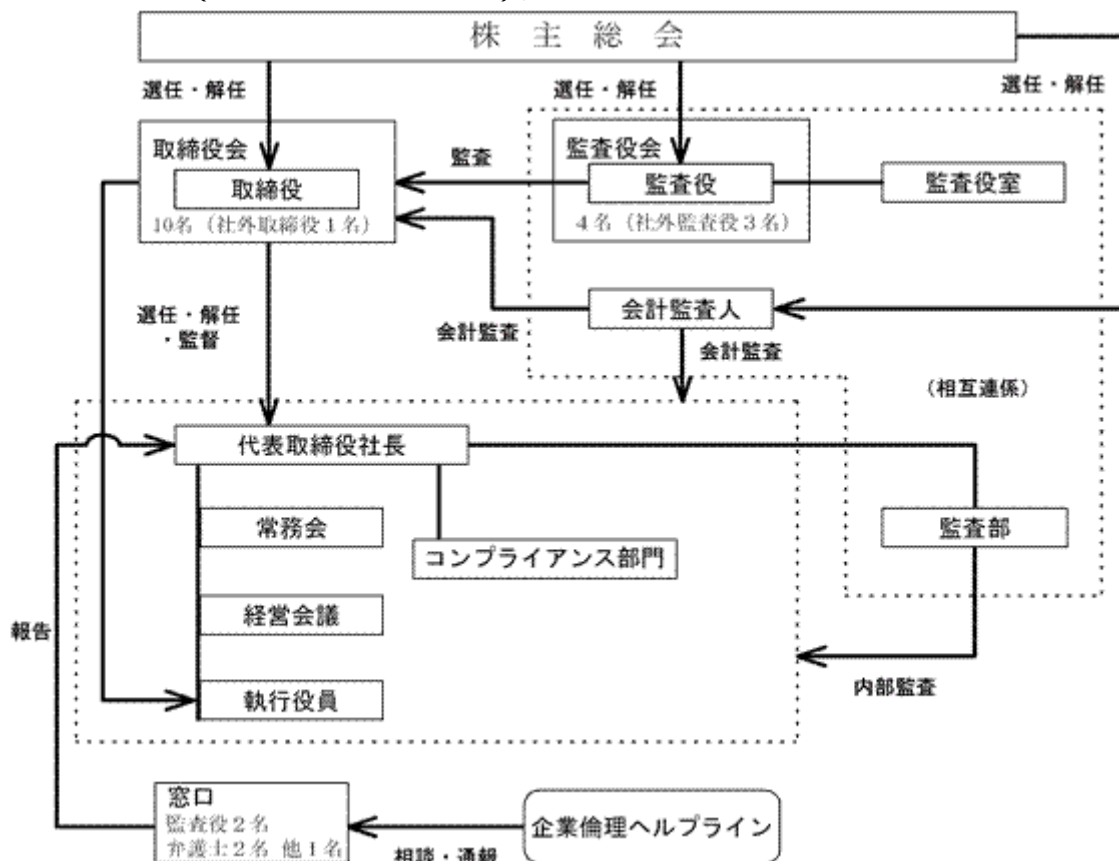 株主総会
選任・解任
選任・解任
選任・解任
取締役会
取締役
10名（社外取締役１名）
監査
監査役会
監査役
４名（社外監査役３名）
監査役室
選任・解任
・監督
会計監査
会計監査人
会計監査
（相互連係）
代表取締役社長
常務会
コンプライアンス部門
監査部
経営会議
報告
執行役員
内部監査
窓口
監査役２名
弁護士２名 他１名
相談・通報
企業倫理ヘルプライン